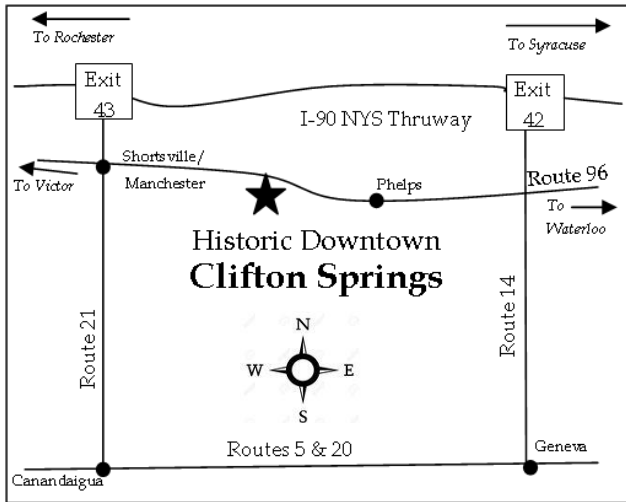 To Rochester
To Syracuse
Exit
43
Exit
42
I-90 NYS Thruway
Shortsville/
Manchester
To Victor
Phelps
Route 96
To
Waterloo
Historic Downtown
Clifton Springs
Route 21
Route 14
N
W
E
S
Routes 5 & 20
Geneva
Canandaigua